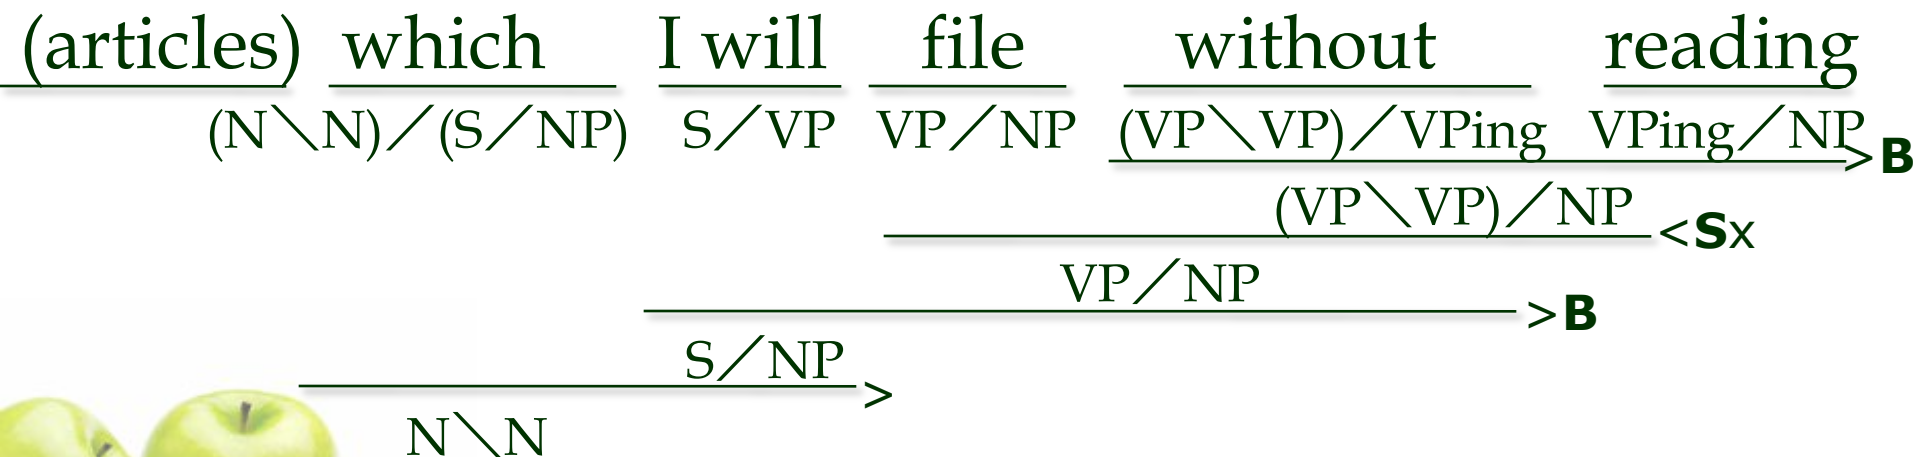 (articles) which I will file without reading
(N＼N)／(S／NP) S／VP VP／NP (VP＼VP)／VPing VPing／NP
>B
(VP＼VP)／NP
<Sx
VP／NP
>B
S／NP
>
N＼N